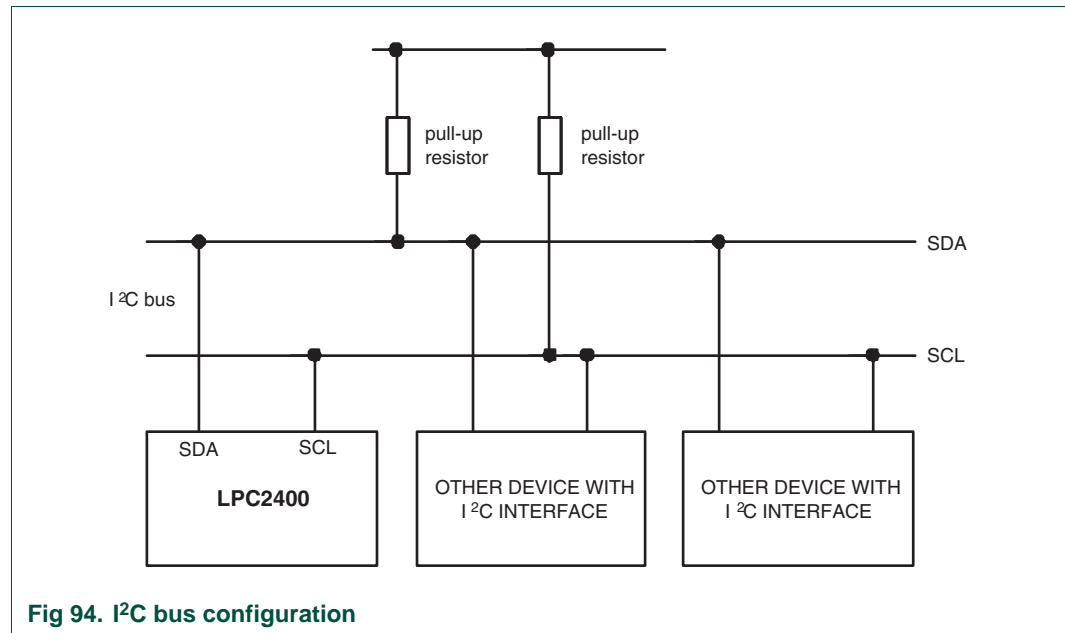 pull-up
resistor
pull-up
resistor
SDA
I ²C bus
SCL
SDA
SCL
LPC2400
OTHER DEVICE WITH
I ²C INTERFACE
OTHER DEVICE WITH
I ²C INTERFACE
Fig 94. I²C bus configuration